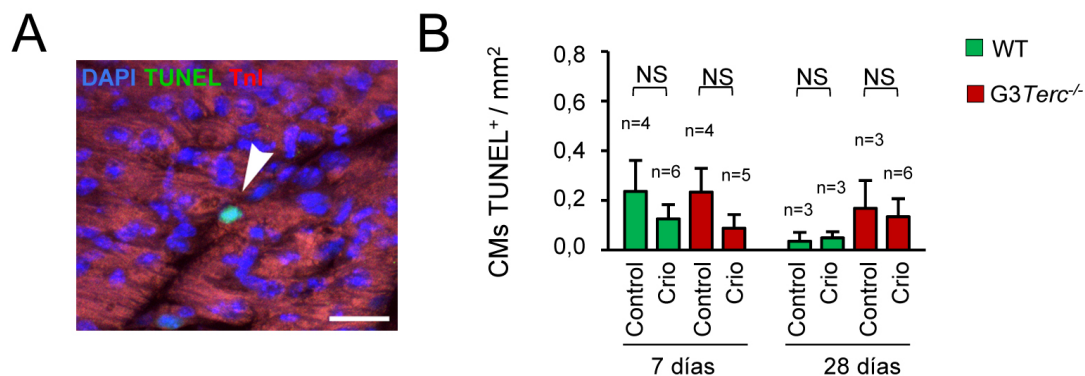 A
DAPI TUNEL TnI
B
CMs TUNEL⁺ / mm²
0,8
0,6
0,4
0,2
0,0
NS
NS
NS
NS
n=4
n=6
n=4
n=5
n=3
n=3
n=3
n=6
Control
Crio
Control
Crio
Control
Crio
Control
Crio
7 días
28 días
WT
G3Terc⁻/⁻